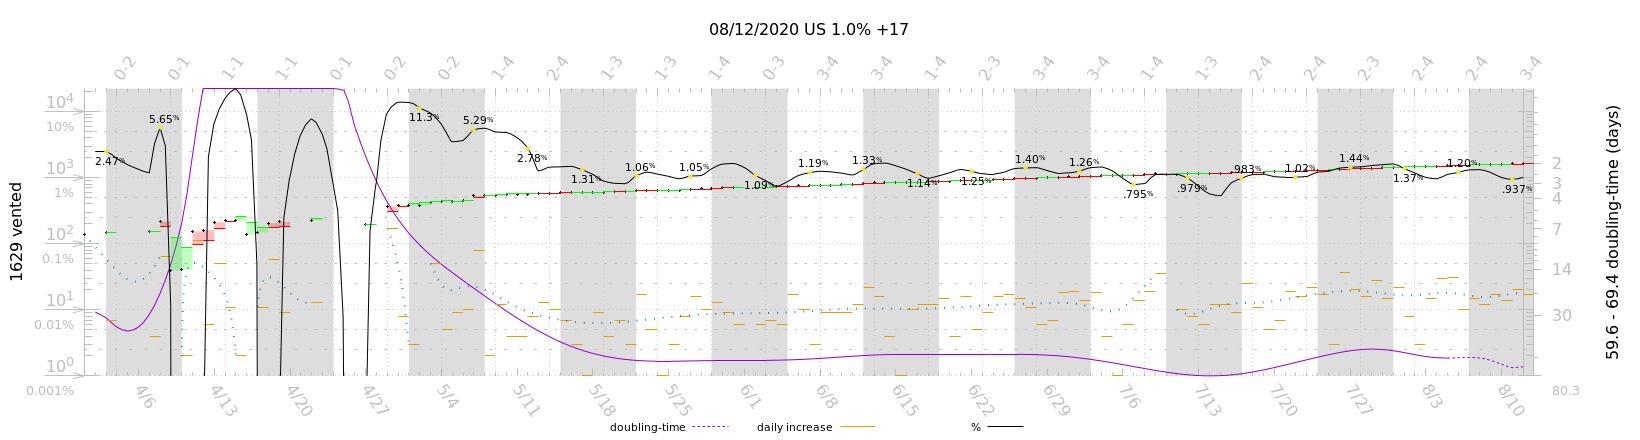 08/12/2020 US 1.0% +17
0-2 0-1 1-1 1-1 0-1 0-2 0-2 1-4 2-4 1-3 1-3 1-4 0-3 3-4 3-4 1-4 2-3 3-4 3-4 1-4 1-3 2-4 2-3 2-4 2-4 3-4
10^4
10%
10^3
1%
10^2
0.1%
10^1
0.01%
10^0
0.001%
1629 vented
2.47% 5.65% 11.3% 5.29% 2.78% 1.31% 1.06% 1.05% 1.09% 1.19% 1.33% 1.14% 1.25% 1.40% 1.26% .795% .979% .983% 1.02% 1.44% 1.37% 1.20% .937%
2
3
4
7
14
30
80.3
59.6 - 69.4 doubling-time (days)
4/6 4/13 4/20 4/27 5/4 5/11 5/18 5/25 6/1 6/8 6/15 6/22 6/29 7/6 7/13 7/20 7/27 8/3 8/10
doubling-time daily increase %